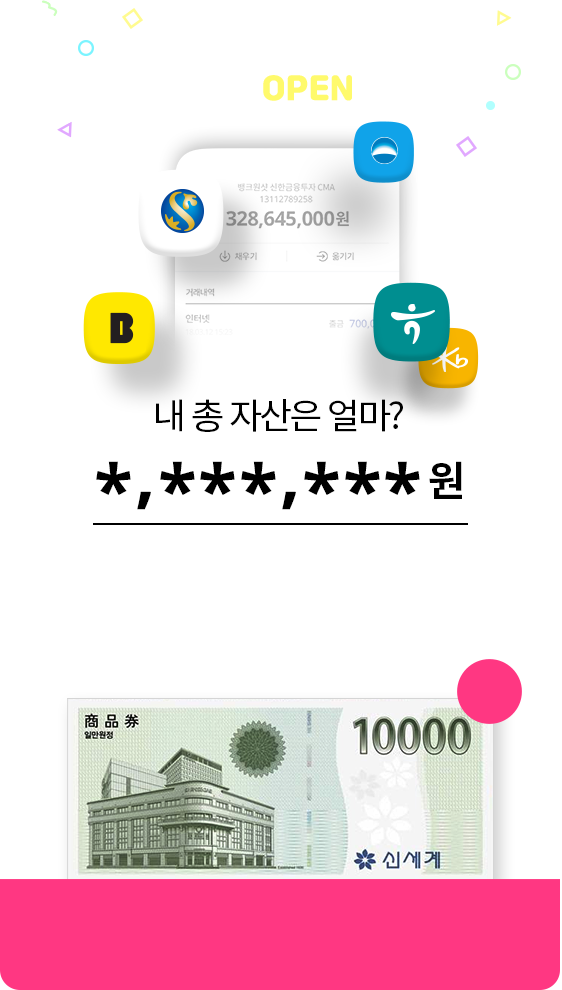 OPEN
뱅크원샷 신한금융투자 CMA
13112789258
328,645,000원
채우기
옮기기
거래내역
인터넷
출금 700,0
B
Kb
내 총 자산은 얼마?
*,***,***원
商品券
일만원정
10000
신세계